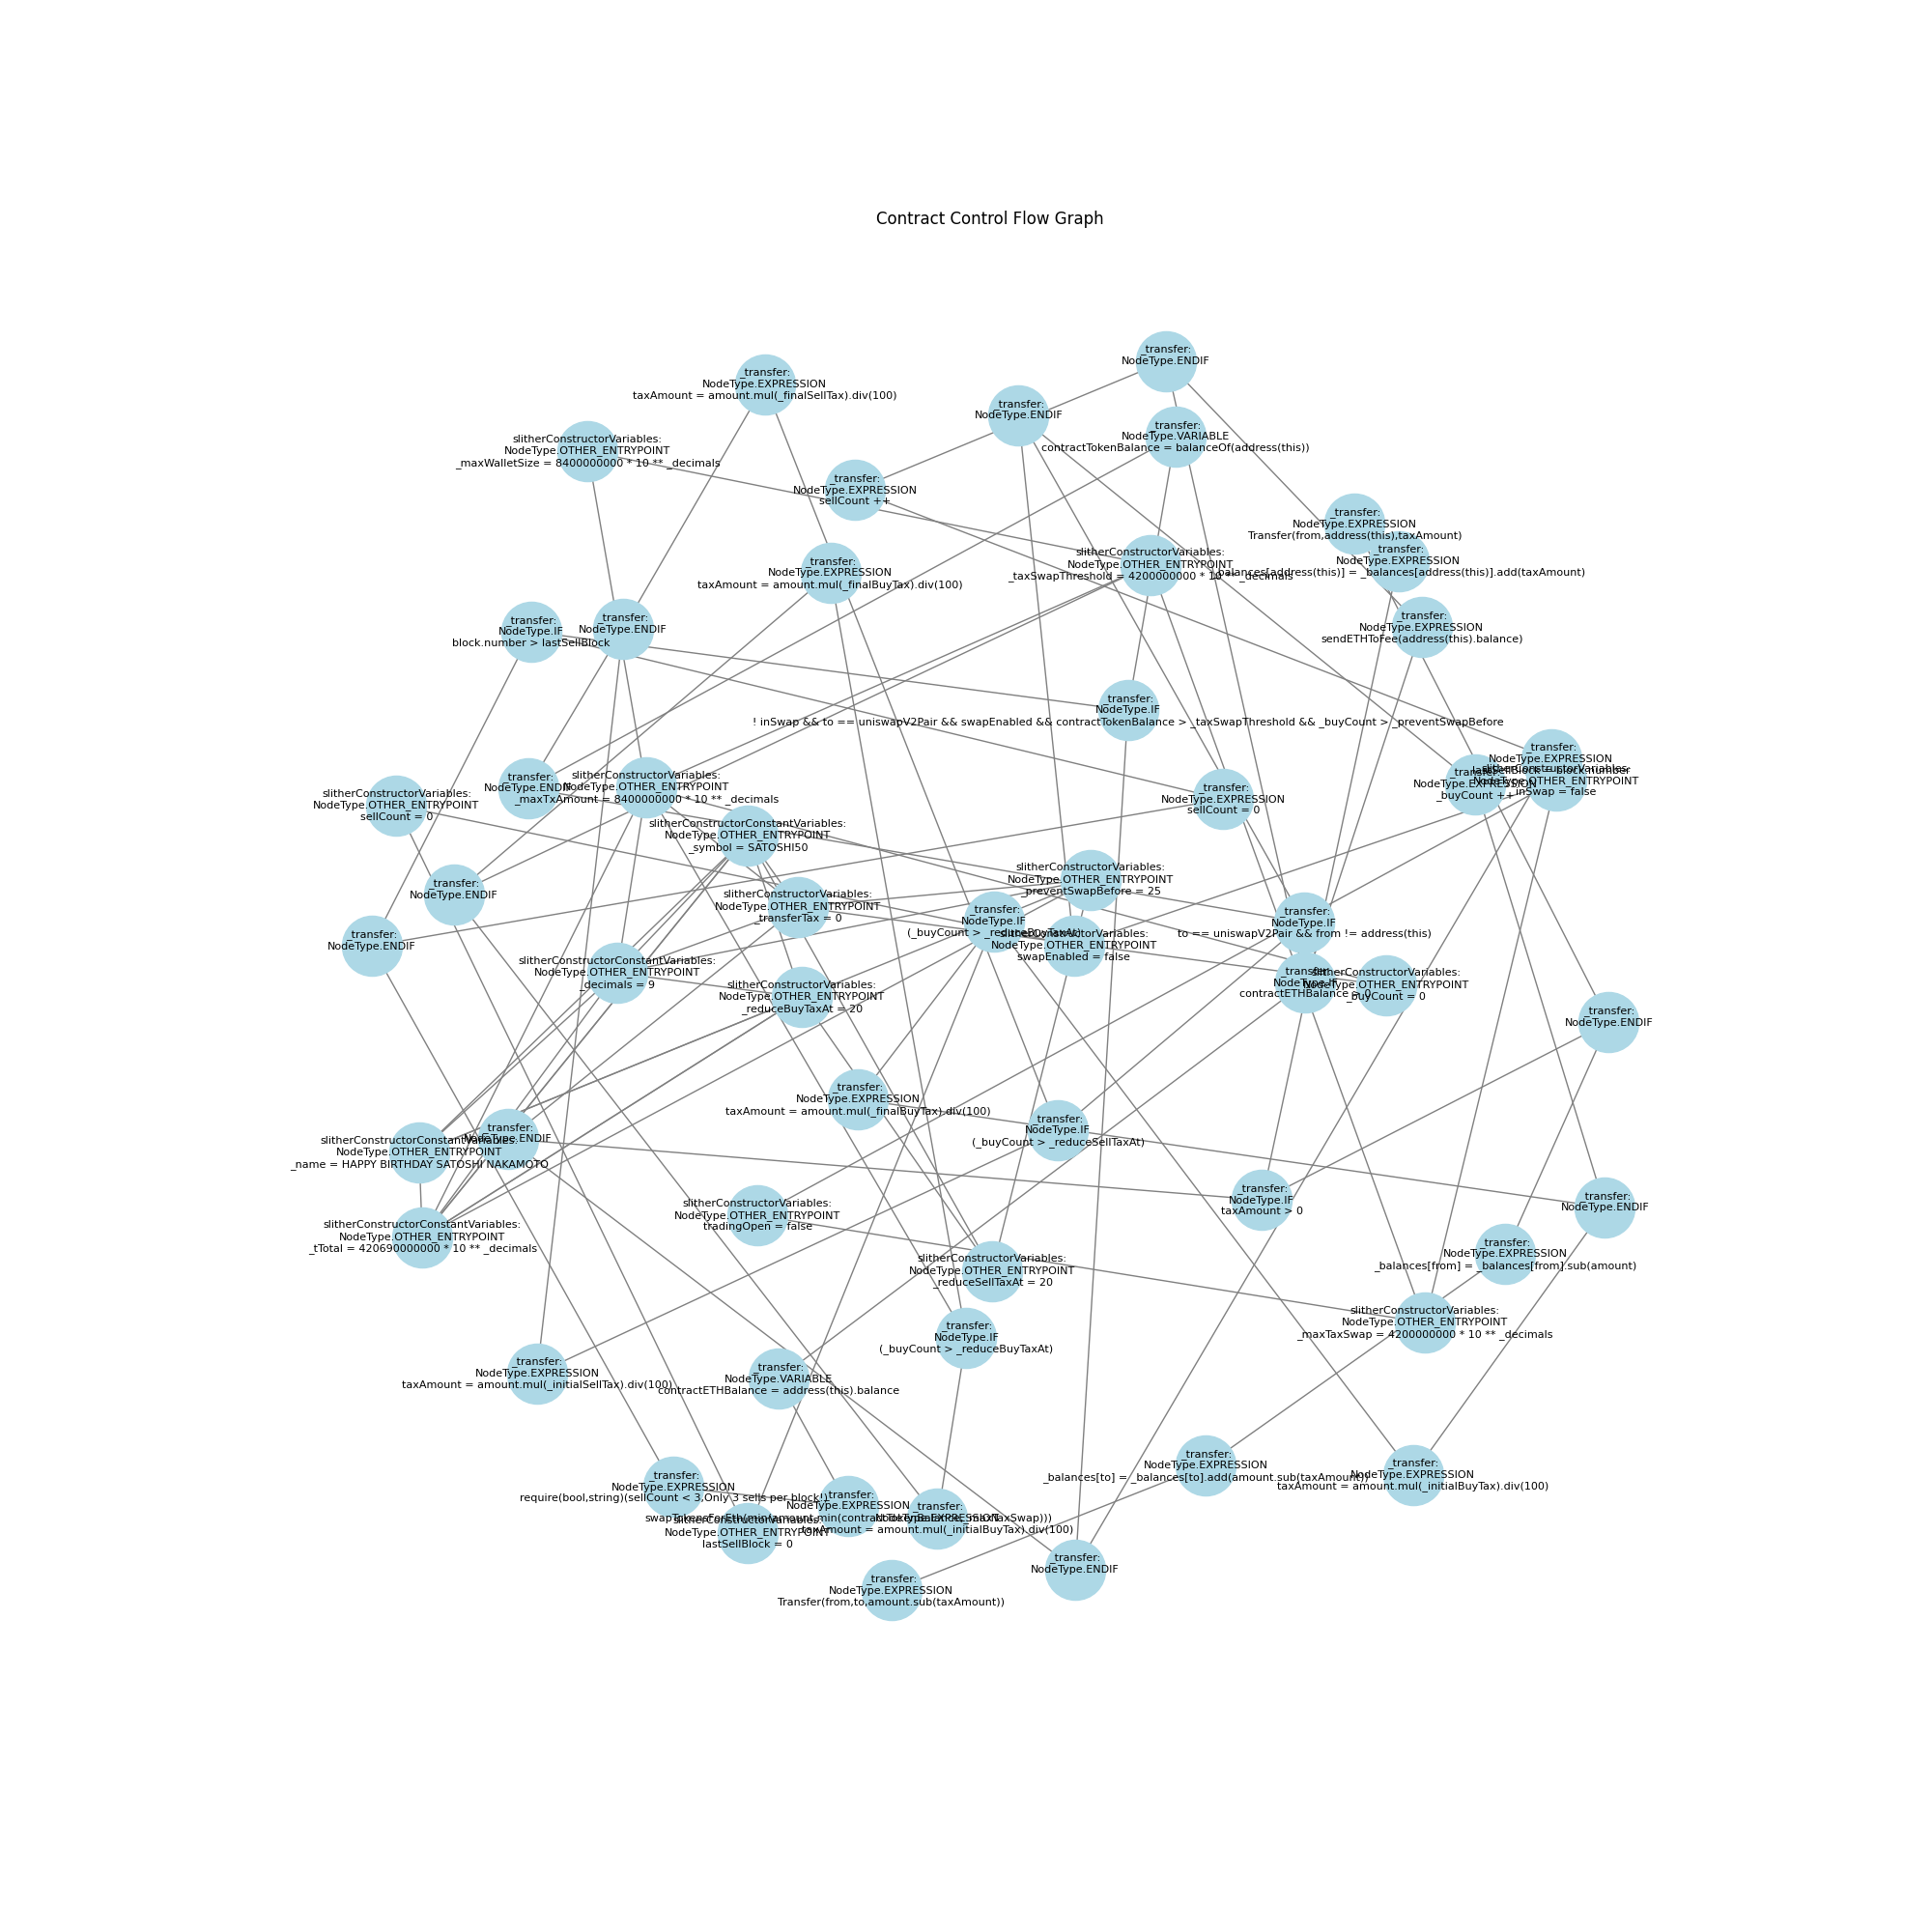 Contract Control Flow Graph
_transfer:
NodeType.ENDIF
_transfer:
NodeType.EXPRESSION
taxAmount = amount.mul(_finalSellTax).div(100)
_transfer:
NodeType.ENDIF
_transfer:
NodeType.VARIABLE
contractTokenBalance = balanceOf(address(this))
slitherConstructorVariables:
NodeType.OTHER_ENTRYPOINT
_maxWalletSize = 8400000000 * 10 ** _decimals
_transfer:
NodeType.EXPRESSION
sellCount ++
_transfer:
NodeType.EXPRESSION
Transfer(from,address(this),taxAmount)
_transfer:
NodeType.EXPRESSION
_balances[address(this)] = _balances[address(this)].add(taxAmount)
slitherConstructorVariables:
NodeType.OTHER_ENTRYPOINT
_taxSwapThreshold = 4200000000 * 10 ** _decimals
_transfer:
NodeType.EXPRESSION
taxAmount = amount.mul(_finalBuyTax).div(100)
_transfer:
NodeType.EXPRESSION
sendETHToFee(address(this).balance)
_transfer:
NodeType.IF
block.number > lastSellBlock
_transfer:
NodeType.ENDIF
_transfer:
NodeType.IF
! inSwap && to == uniswapV2Pair && swapEnabled && contractTokenBalance > _taxSwapThreshold && _buyCount > _preventSwapBefore
_transfer:
NodeType.EXPRESSION
lastSellBlock = block.number
slitherConstructorVariables:
NodeType.OTHER_ENTRYPOINT
inSwap = false
_transfer:
NodeType.EXPRESSION
_buyCount ++
_transfer:
NodeType.ENDIF
slitherConstructorVariables:
NodeType.OTHER_ENTRYPOINT
_maxTxAmount = 8400000000 * 10 ** _decimals
slitherConstructorVariables:
NodeType.OTHER_ENTRYPOINT
sellCount = 0
_transfer:
NodeType.EXPRESSION
sellCount = 0
slitherConstructorConstantVariables:
NodeType.OTHER_ENTRYPOINT
_symbol = SATOSHI50
_transfer:
NodeType.ENDIF
slitherConstructorVariables:
NodeType.OTHER_ENTRYPOINT
_transferTax = 0
slitherConstructorVariables:
NodeType.OTHER_ENTRYPOINT
_preventSwapBefore = 25
_transfer:
NodeType.IF
(_buyCount > _reduceBuyTaxAt)
slitherConstructorVariables:
NodeType.OTHER_ENTRYPOINT
swapEnabled = false
_transfer:
NodeType.IF
to == uniswapV2Pair && from != address(this)
_transfer:
NodeType.ENDIF
_transfer:
NodeType.IF
contractETHBalance > 0
slitherConstructorVariables:
NodeType.OTHER_ENTRYPOINT
_buyCount = 0
slitherConstructorConstantVariables:
NodeType.OTHER_ENTRYPOINT
_decimals = 9
slitherConstructorVariables:
NodeType.OTHER_ENTRYPOINT
_reduceBuyTaxAt = 20
_transfer:
NodeType.ENDIF
_transfer:
NodeType.EXPRESSION
taxAmount = amount.mul(_finalBuyTax).div(100)
_transfer:
NodeType.IF
(_buyCount > _reduceSellTaxAt)
_transfer:
NodeType.ENDIF
slitherConstructorConstantVariables:
NodeType.OTHER_ENTRYPOINT
_name = HAPPY BIRTHDAY SATOSHI NAKAMOTO
_transfer:
NodeType.IF
taxAmount > 0
_transfer:
NodeType.ENDIF
slitherConstructorVariables:
NodeType.OTHER_ENTRYPOINT
tradingOpen = false
slitherConstructorConstantVariables:
NodeType.OTHER_ENTRYPOINT
_tTotal = 420690000000 * 10 ** _decimals
_transfer:
NodeType.EXPRESSION
_balances[from] = _balances[from].sub(amount)
slitherConstructorVariables:
NodeType.OTHER_ENTRYPOINT
_reduceSellTaxAt = 20
slitherConstructorVariables:
NodeType.OTHER_ENTRYPOINT
_maxTaxSwap = 4200000000 * 10 ** _decimals
_transfer:
NodeType.IF
(_buyCount > _reduceBuyTaxAt)
_transfer:
NodeType.EXPRESSION
taxAmount = amount.mul(_initialSellTax).div(100)
_transfer:
NodeType.VARIABLE
contractETHBalance = address(this).balance
_transfer:
NodeType.EXPRESSION
_balances[to] = _balances[to].add(amount.sub(taxAmount))
_transfer:
NodeType.EXPRESSION
taxAmount = amount.mul(_initialBuyTax).div(100)
_transfer:
NodeType.EXPRESSION
require(bool,string)(sellCount < 3,Only 3 sells per block!)
_transfer:
NodeType.EXPRESSION
swapTokensForEth(min(amount,min(contractTokenBalance,_maxTaxSwap)))
_transfer:
NodeType.EXPRESSION
taxAmount = amount.mul(_initialBuyTax).div(100)
slitherConstructorVariables:
NodeType.OTHER_ENTRYPOINT
lastSellBlock = 0
_transfer:
NodeType.ENDIF
_transfer:
NodeType.EXPRESSION
Transfer(from,to,amount.sub(taxAmount))